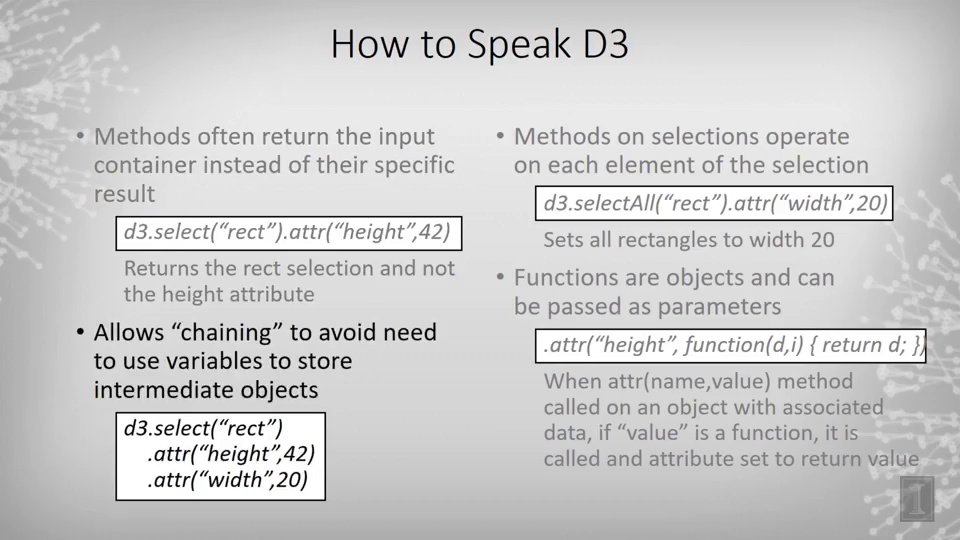 How to Speak D3
• Methods often return the input
container instead of their specific
result
d3.select(“rect”).attr(“height”,42)
Returns the rect selection and not
the height attribute
• Allows “chaining” to avoid need
to use variables to store
intermediate objects
d3.select(“rect”)
.attr(“height”,42)
.attr(“width”,20)
• Methods on selections operate
on each element of the selection
d3.selectAll(“rect”).attr(“width”,20)
Sets all rectangles to width 20
• Functions are objects and can
be passed as parameters
.attr(“height”, function(d,i) { return d; })
When attr(name,value) method
called on an object with associated
data, if “value” is a function, it is
called and attribute set to return value